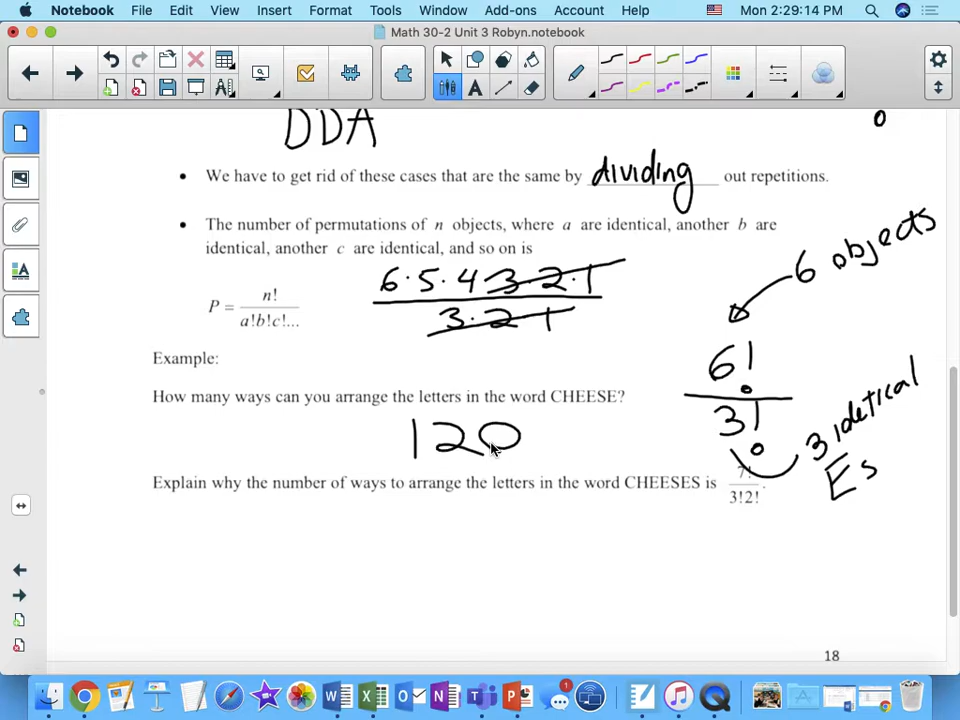 Notebook File Edit View Insert Format Tools Window Add-ons Account Help Mon 2:29:14 PM
Math 30-2 Unit 3 Robyn.notebook
DDA
• We have to get rid of these cases that are the same by dividing out repetitions.
• The number of permutations of n objects, where a are identical, another b are
identical, another c are identical, and so on is
6 objects
P = n! / a!b!c!...
6·5·4 3·2·1
3·2·1
6!
3!
3 idetical
Es
Example:
How many ways can you arrange the letters in the word CHEESE?
120
Explain why the number of ways to arrange the letters in the word CHEESES is 7! / 3!2! .
18
1